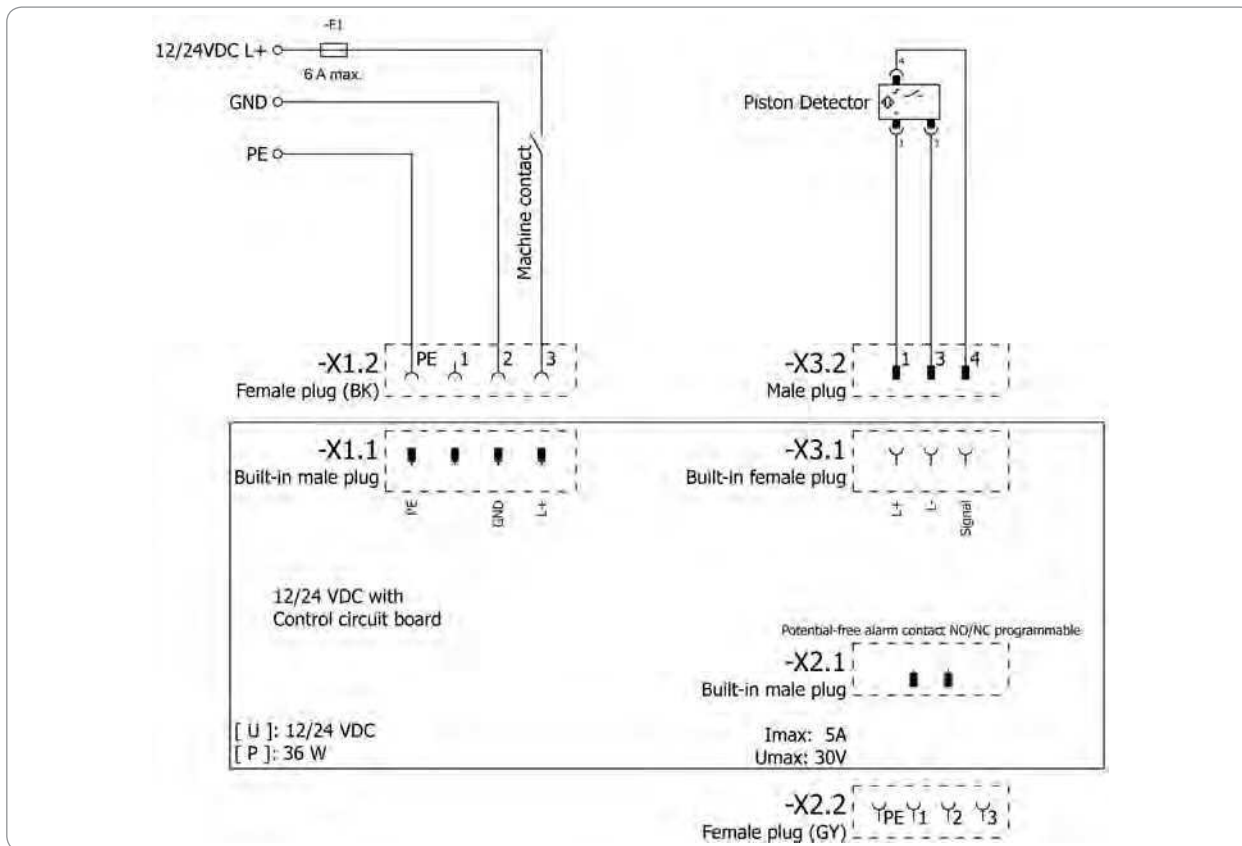 -F1
12/24VDC L+
6 A max.
GND
PE
Machine contact
Piston Detector
4
-X1.2
PE 1 2 3
Female plug (BK)
-X3.2
1 3 4
Male plug
-X1.1
Built-in male plug
PE GND L+
-X3.1
Built-in female plug
L+ L- Signal
12/24 VDC with
Control circuit board
Potential-free alarm contact NO/NC programmable
-X2.1
Built-in male plug
[ U ]: 12/24 VDC
[ P ]: 36 W
Imax: 5A
Umax: 30V
-X2.2
PE 1 2 3
Female plug (GY)